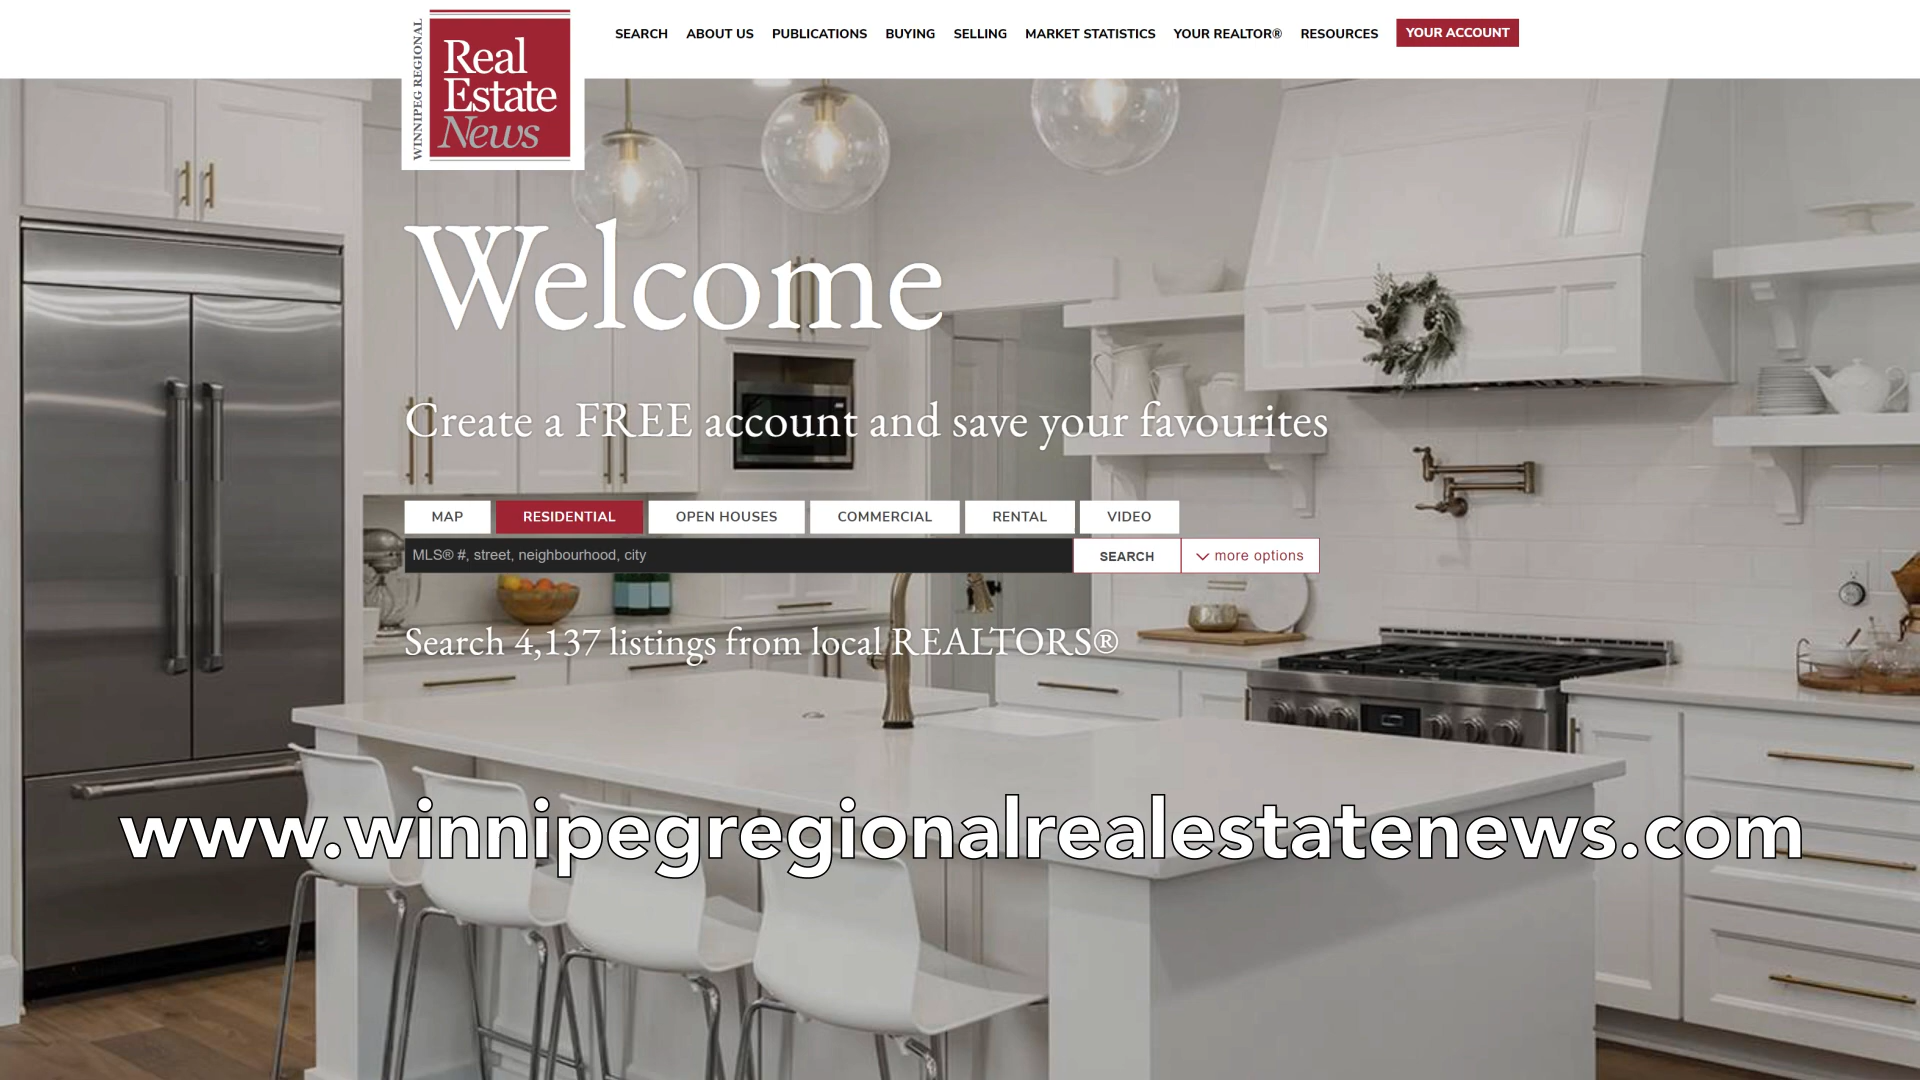 WINNIPEG REGIONAL
Real
Estate
News
SEARCH ABOUT US PUBLICATIONS BUYING SELLING MARKET STATISTICS YOUR REALTOR® RESOURCES YOUR ACCOUNT
Welcome
Create a FREE account and save your favourites
MAP RESIDENTIAL OPEN HOUSES COMMERCIAL RENTAL VIDEO
MLS® #, street, neighbourhood, city SEARCH more options
Search 4,137 listings from local REALTORS®
www.winnipegregionalrealestatenews.com